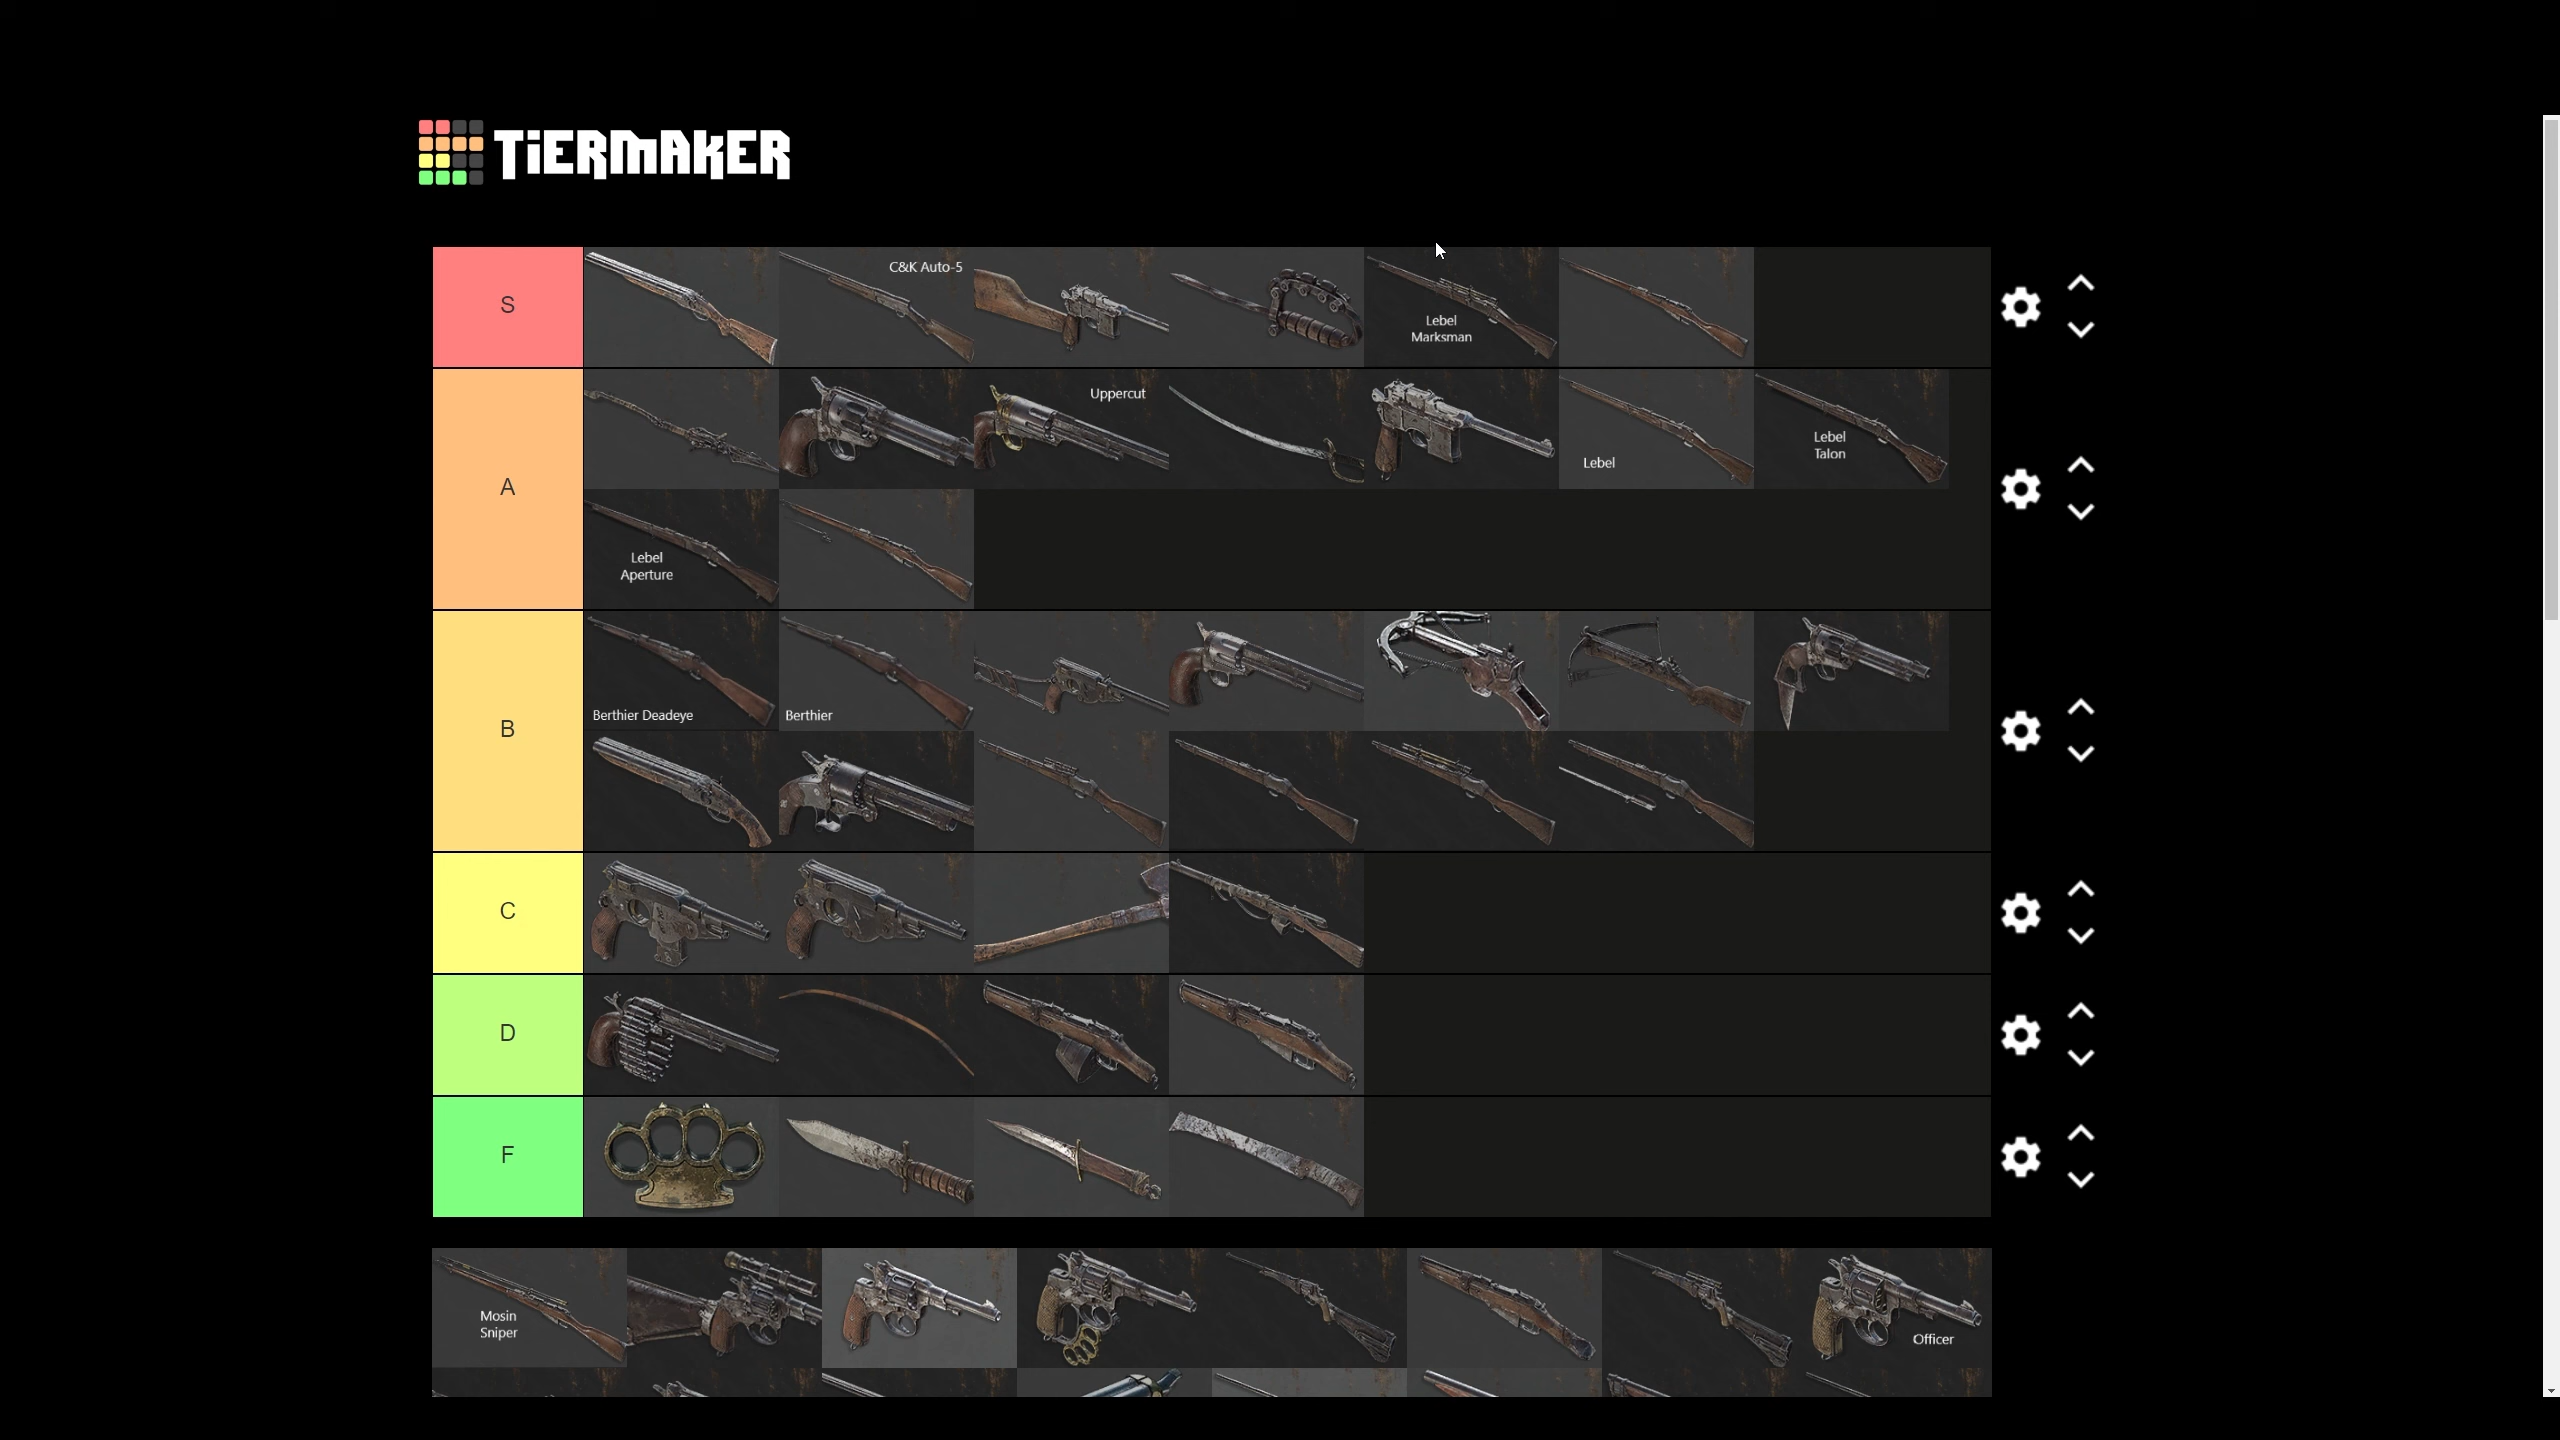 TiERMAKER
S
C&K Auto-5
Lebel
Marksman
A
Uppercut
Lebel
Lebel
Talon
Lebel
Aperture
B
Berthier Deadeye
Berthier
C
D
F
Mosin
Sniper
Officer